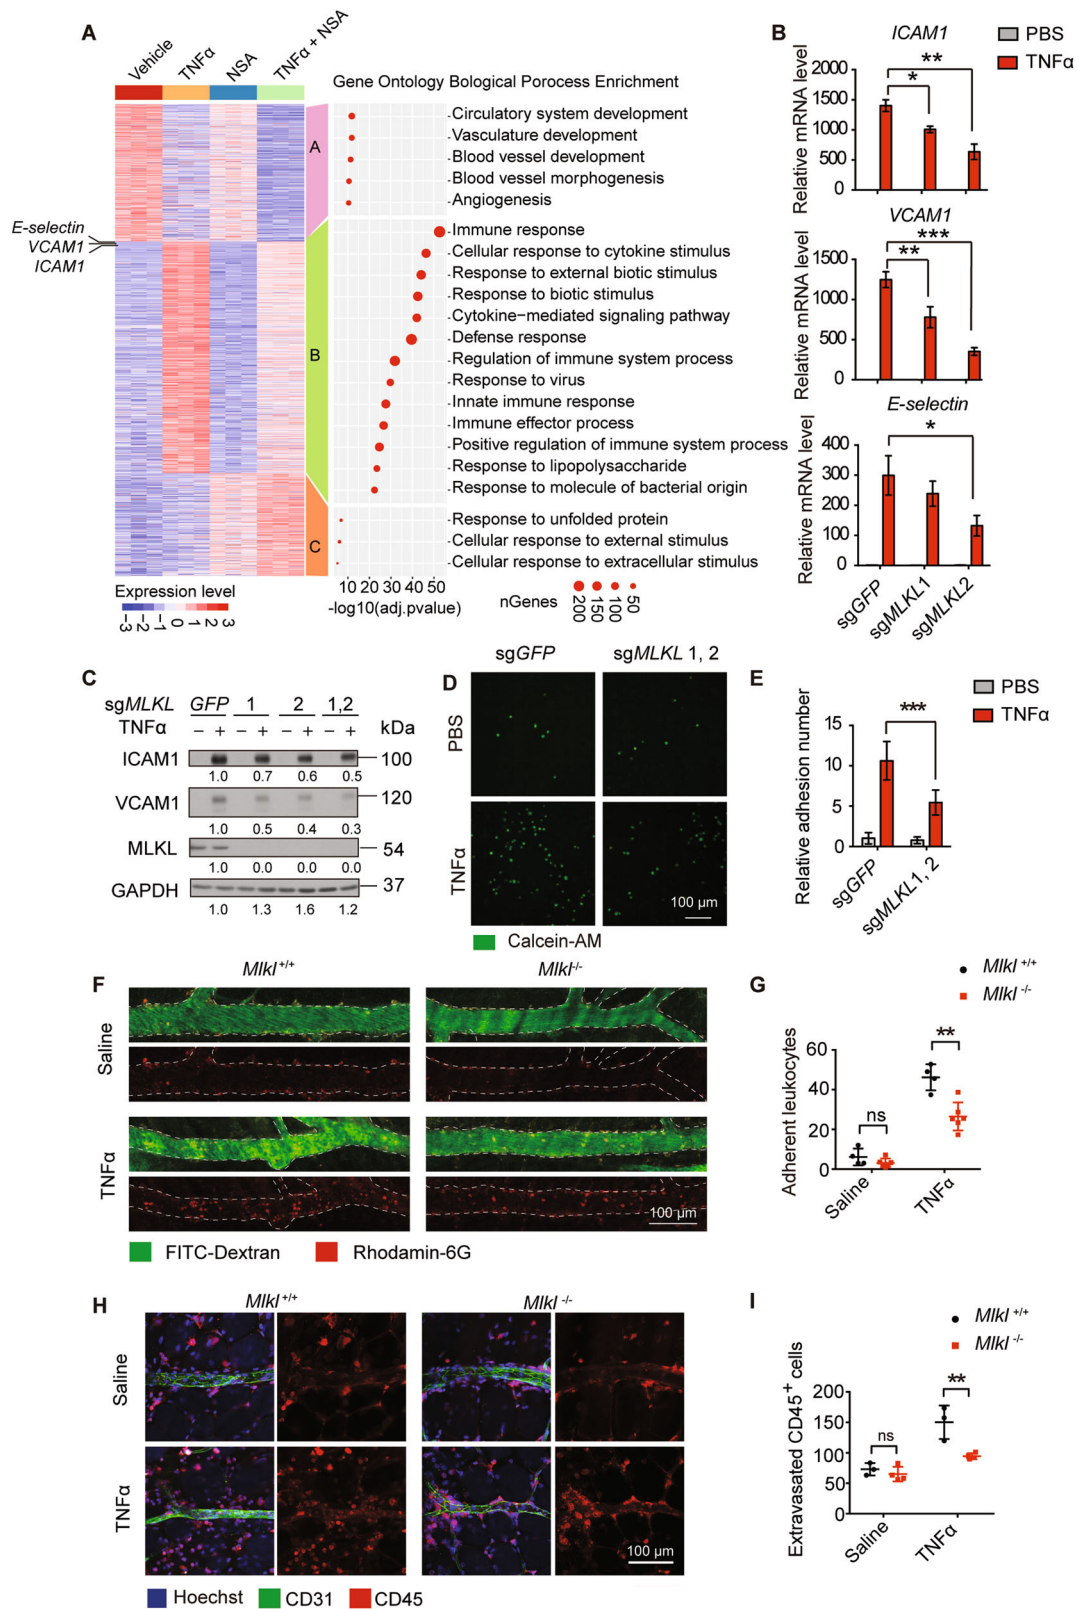 A
Vehicle
TNFα
NSA
TNFα + NSA
Gene Ontology Bological Porocess Enrichment
A
Circulatory system development
Vasculature development
Blood vessel development
Blood vessel morphogenesis
Angiogenesis
E-selectin
VCAM1
ICAM1
B
Immune response
Cellular response to cytokine stimulus
Response to external biotic stimulus
Response to biotic stimulus
Cytokine−mediated signaling pathway
Defense response
Regulation of immune system process
Response to virus
Innate immune response
Immune effector process
Positive regulation of immune system process
Response to lipopolysaccharide
Response to molecule of bacterial origin
C
Response to unfolded protein
Cellular response to external stimulus
Cellular response to extracellular stimulus
Expression level
−3 −2 −1 0 1 2 3
10 20 30 40 50
-log10(adj.pvalue)
nGenes
200 150 100 50
B
PBS
TNFα
ICAM1
Relative mRNA level
2000
1500
1000
500
0
* **
VCAM1
Relative mRNA level
1500
1000
500
0
** ***
E-selectin
Relative mRNA level
400
300
200
100
0
*
sgGFP
sgMLKL1
sgMLKL2
C
sgMLKL GFP 1 2 1,2
TNFα − + − + − + − + kDa
ICAM1 100
1.0 0.7 0.6 0.5
VCAM1 120
1.0 0.5 0.4 0.3
MLKL 54
1.0 0.0 0.0 0.0
GAPDH 37
1.0 1.3 1.6 1.2
D
sgGFP sgMLKL 1, 2
PBS
TNFα
100 µm
Calcein-AM
E
PBS
TNFα
Relative adhesion number
15
10
5
0
***
sgGFP
sgMLKL1, 2
F
Mlkl +/+ Mlkl -/-
Saline
TNFα
100 µm
FITC-Dextran Rhodamin-6G
G
Mlkl +/+
Mlkl -/-
Adherent leukocytes
60
40
20
0
ns **
Saline TNFα
H
Mlkl +/+ Mlkl -/-
Saline
TNFα
100 µm
Hoechst CD31 CD45
I
Mlkl +/+
Mlkl -/-
Extravasated CD45+ cells
200
150
100
50
0
ns **
Saline TNFα